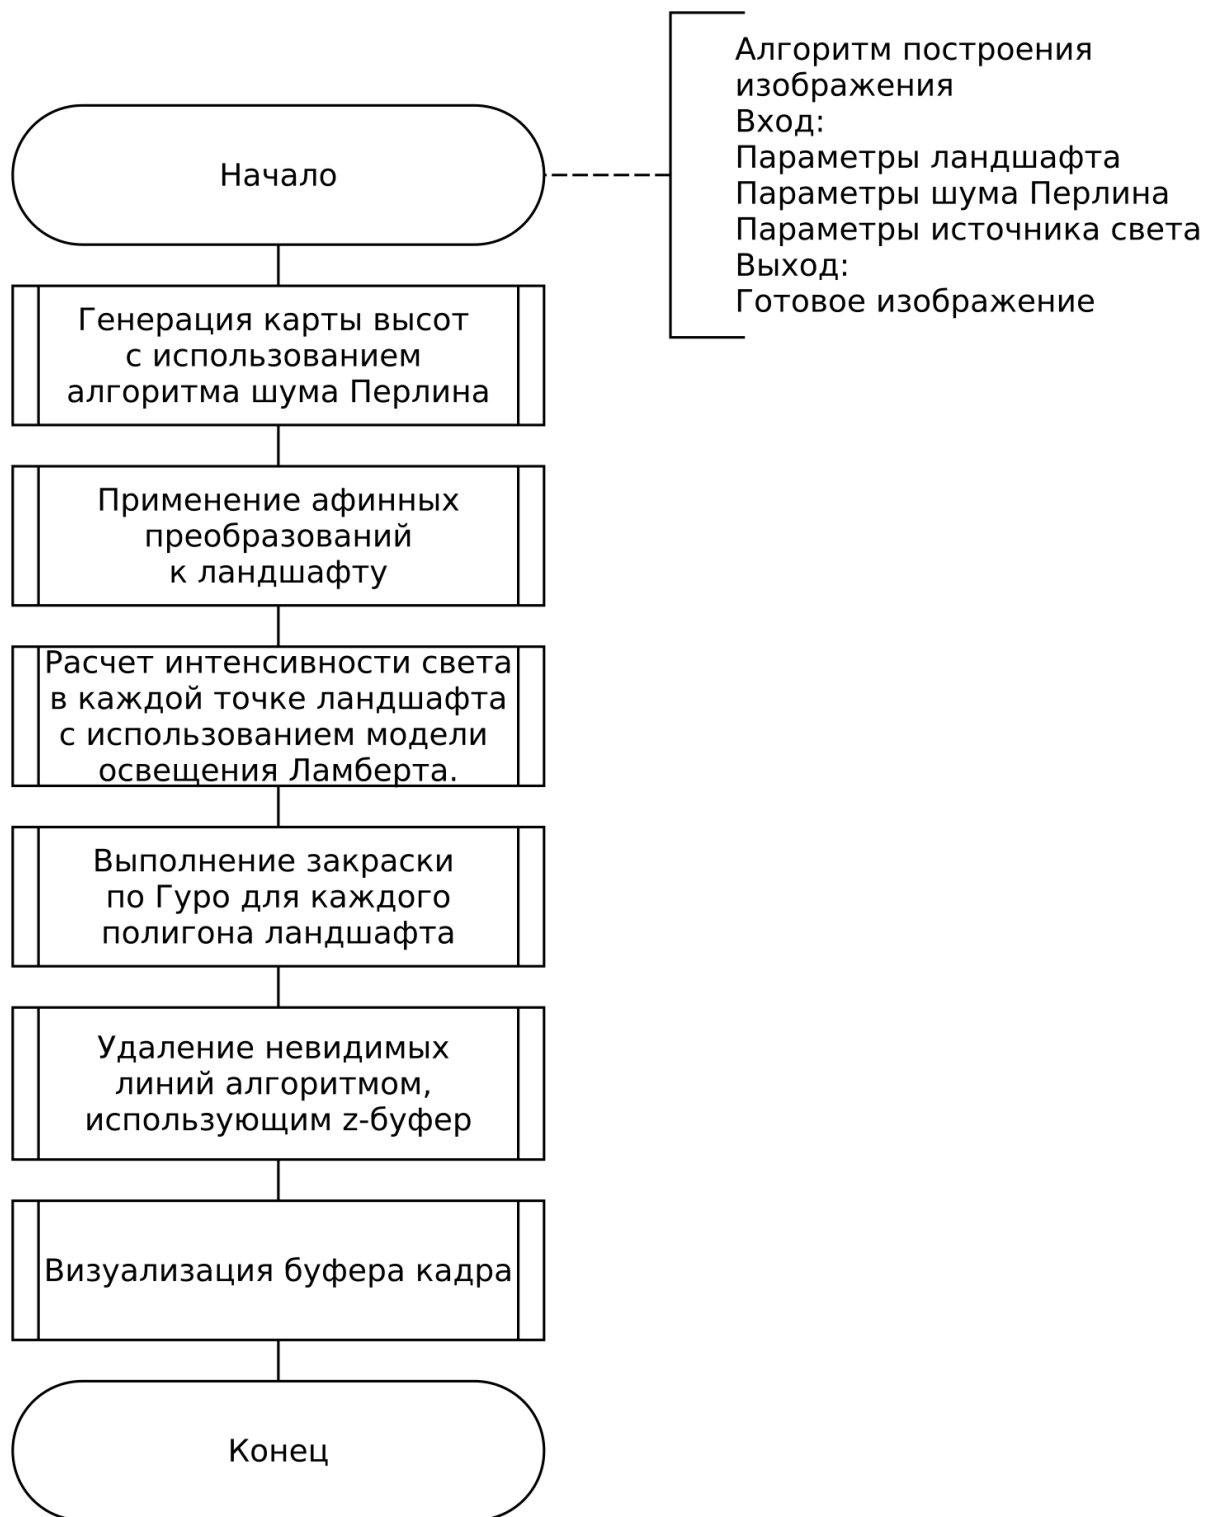 Алгоритм построения
изображения
Вход:
Параметры ландшафта
Параметры шума Перлина
Параметры источника света
Выход:
Готовое изображение
Начало
Генерация карты высот
с использованием
алгоритма шума Перлина
Применение афинных
преобразований
к ландшафту
Расчет интенсивности света
в каждой точке ландшафта
с использованием модели
освещения Ламберта.
Выполнение закраски
по Гуро для каждого
полигона ландшафта
Удаление невидимых
линий алгоритмом,
использующим z-буфер
Визуализация буфера кадра
Конец